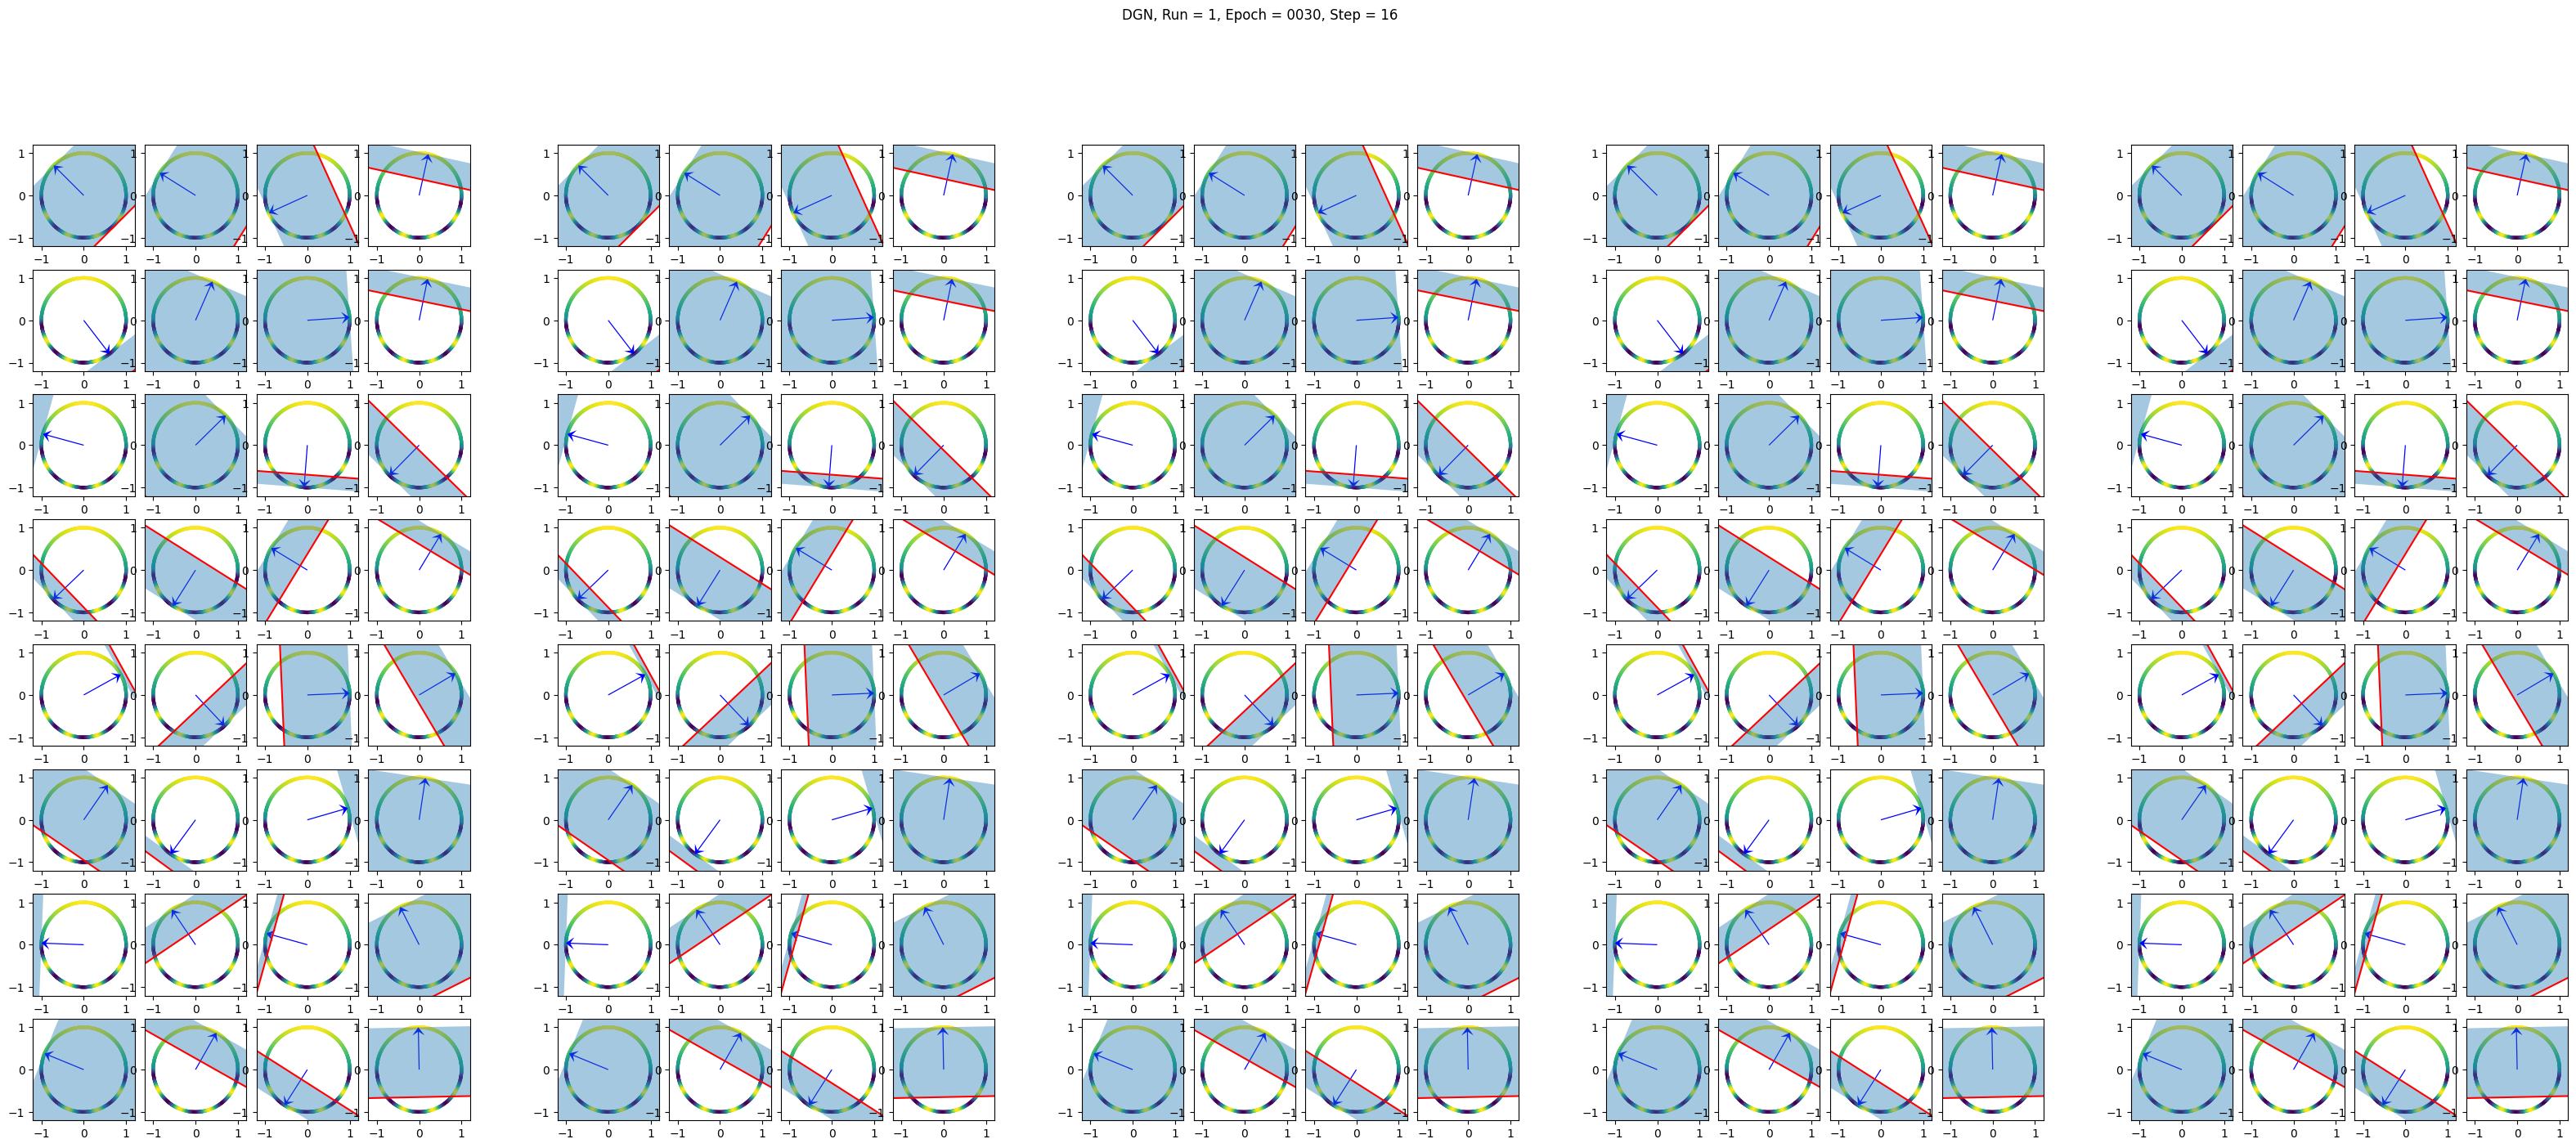 DGN, Run = 1, Epoch = 0030, Step = 16